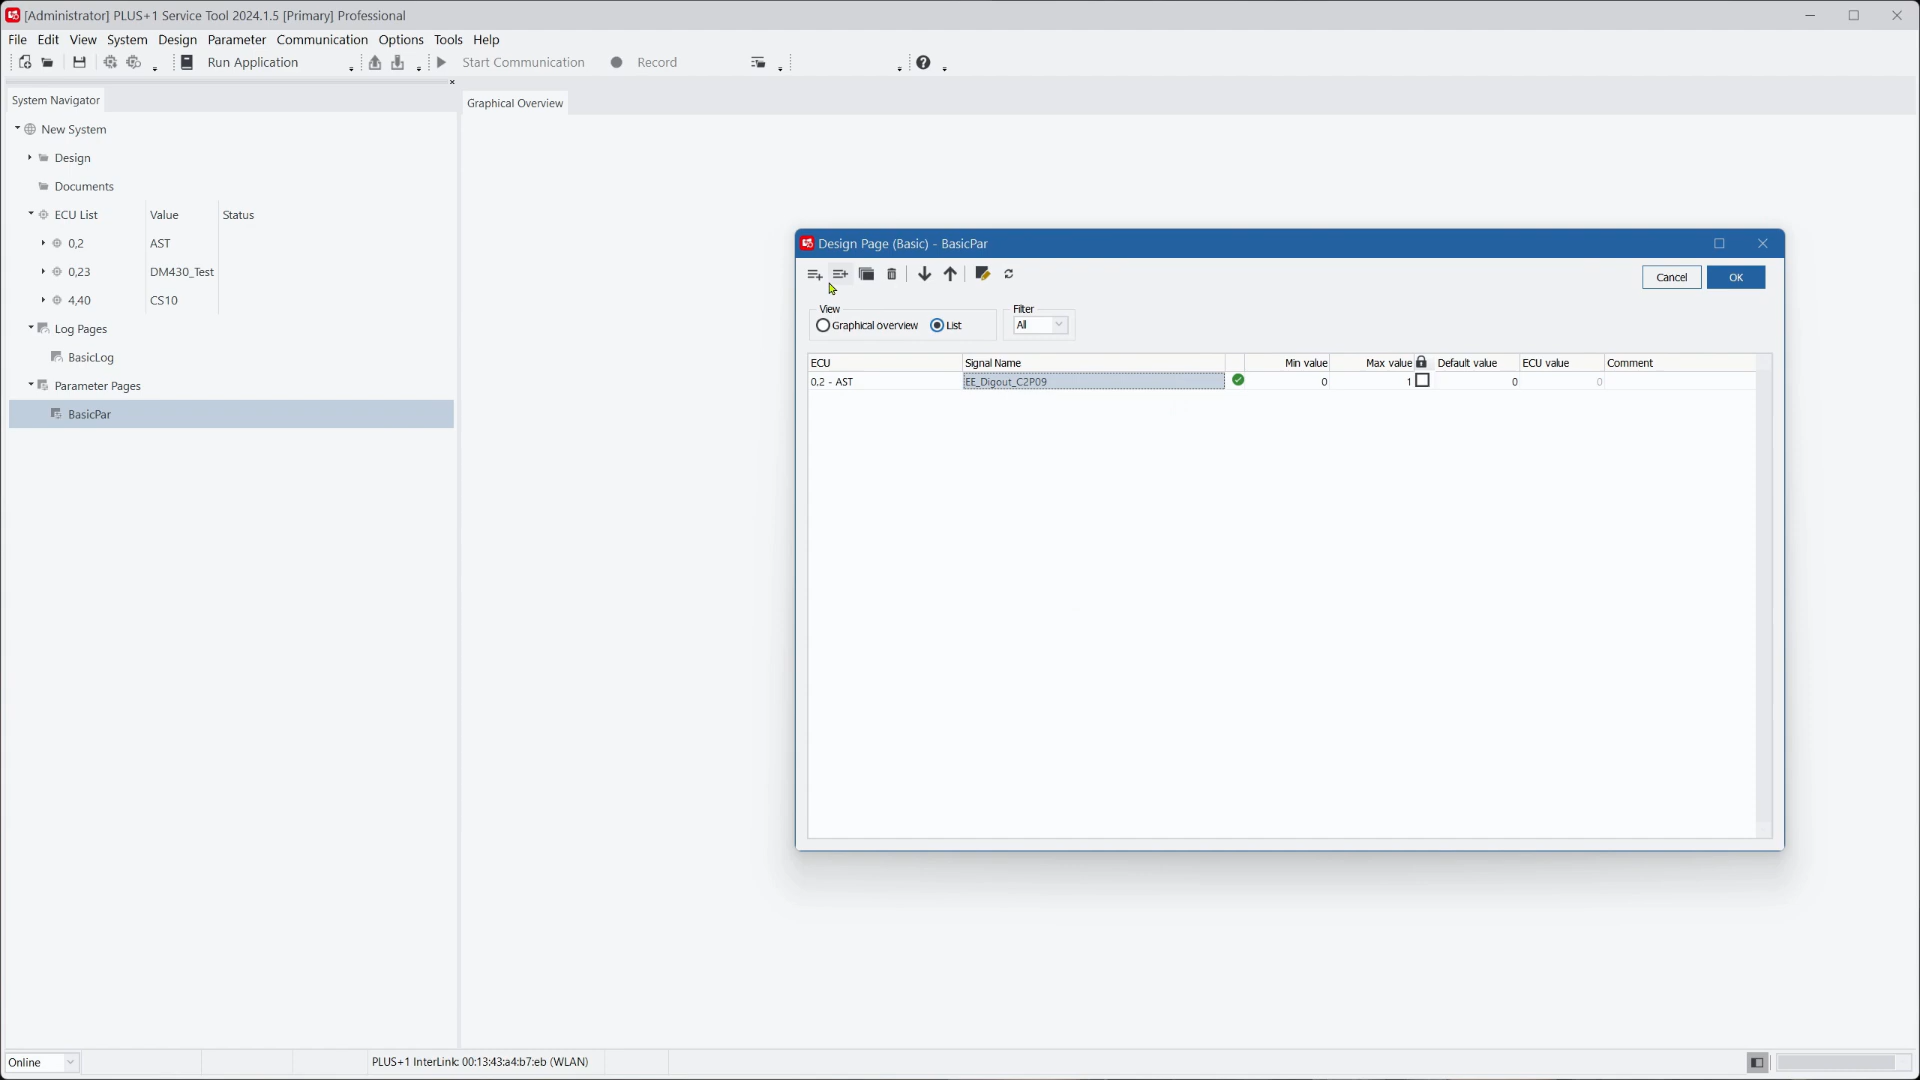 [Administrator] PLUS+1 Service Tool 2024.1.5 [Primary] Professional
File Edit View System Design Parameter Communication Options Tools Help
Run Application Start Communication Record
System Navigator
Graphical Overview
New System
Design
Documents
ECU List Value Status
0,2 AST
0,23 DM430_Test
4,40 CS10
Log Pages
BasicLog
Parameter Pages
BasicPar
Design Page (Basic) - BasicPar
Cancel OK
View Filter
Graphical overview List All
ECU Signal Name Min value Max value Default value ECU value Comment
0.2 - AST EE_Digout_C2P09 0 1 0 0
Online PLUS+1 InterLink: 00:13:43:a4:b7:eb (WLAN)